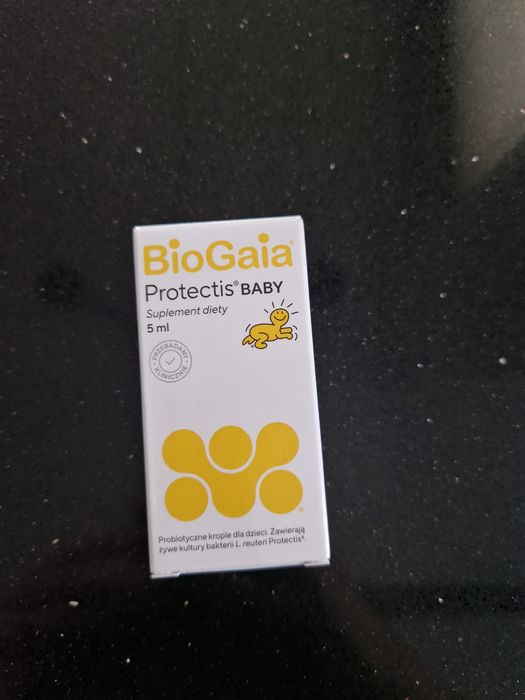 BioGaia®
Protectis® BABY
Suplement diety
5 ml
PRZEBADANY
KLINICZNIE
Probiotyczne krople dla dzieci. Zawierają
żywe kultury bakterii L. reuteri Protectis®.